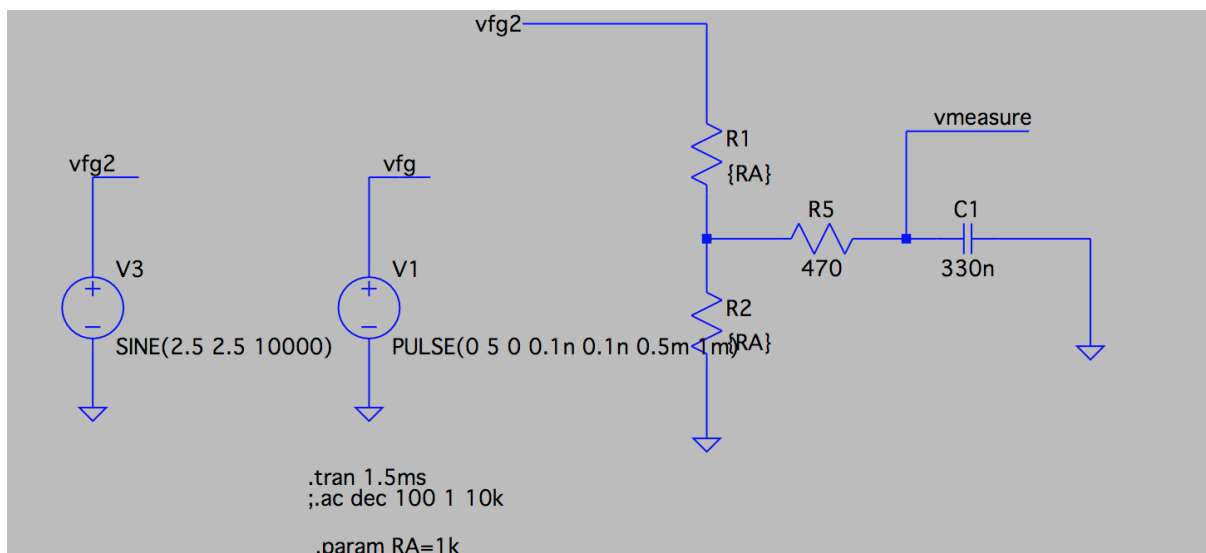 vfg2
vmeasure
R1
{RA}
vfg2
vfg
R5
C1
470
330n
V3
V1
R2
SINE(2.5 2.5 10000)
PULSE(0 5 0 0.1n 0.1n 0.5m 1m)
{RA}
.tran 1.5ms
;.ac dec 100 1 10k
.param RA=1k